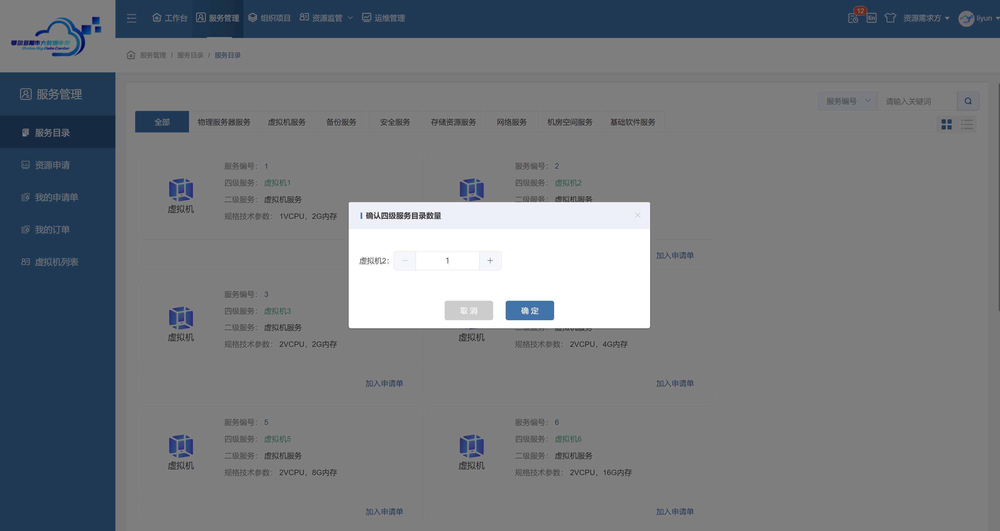 鄂尔多斯市大数据中心
Ordos Big Data Center
工作台
服务管理
组织项目
资源监管
运维管理
12
En
资源需求方
liyun
服务管理 / 服务目录 / 服务目录
服务管理
服务目录
资源申请
我的申请单
我的订单
虚拟机列表
服务编号
请输入关键词
全部
物理服务器服务
虚拟机服务
备份服务
安全服务
存储资源服务
网络服务
机房空间服务
基础软件服务
虚拟机
服务编号： 1
四级服务： 虚拟机1
二级服务： 虚拟机服务
规格技术参数： 1VCPU，2G内存
服务编号： 2
四级服务： 虚拟机2
二级服务： 虚拟机服务
加入申请单
确认四级服务目录数量
虚拟机2：
1
取 消
确 定
虚拟机
服务编号： 3
四级服务： 虚拟机3
二级服务： 虚拟机服务
规格技术参数： 2VCPU，2G内存
加入申请单
虚拟机
二级服务： 虚拟机服务
规格技术参数： 2VCPU，4G内存
加入申请单
虚拟机
服务编号： 5
四级服务： 虚拟机5
二级服务： 虚拟机服务
规格技术参数： 2VCPU，8G内存
加入申请单
虚拟机
服务编号： 6
四级服务： 虚拟机6
二级服务： 虚拟机服务
规格技术参数： 2VCPU，16G内存
加入申请单